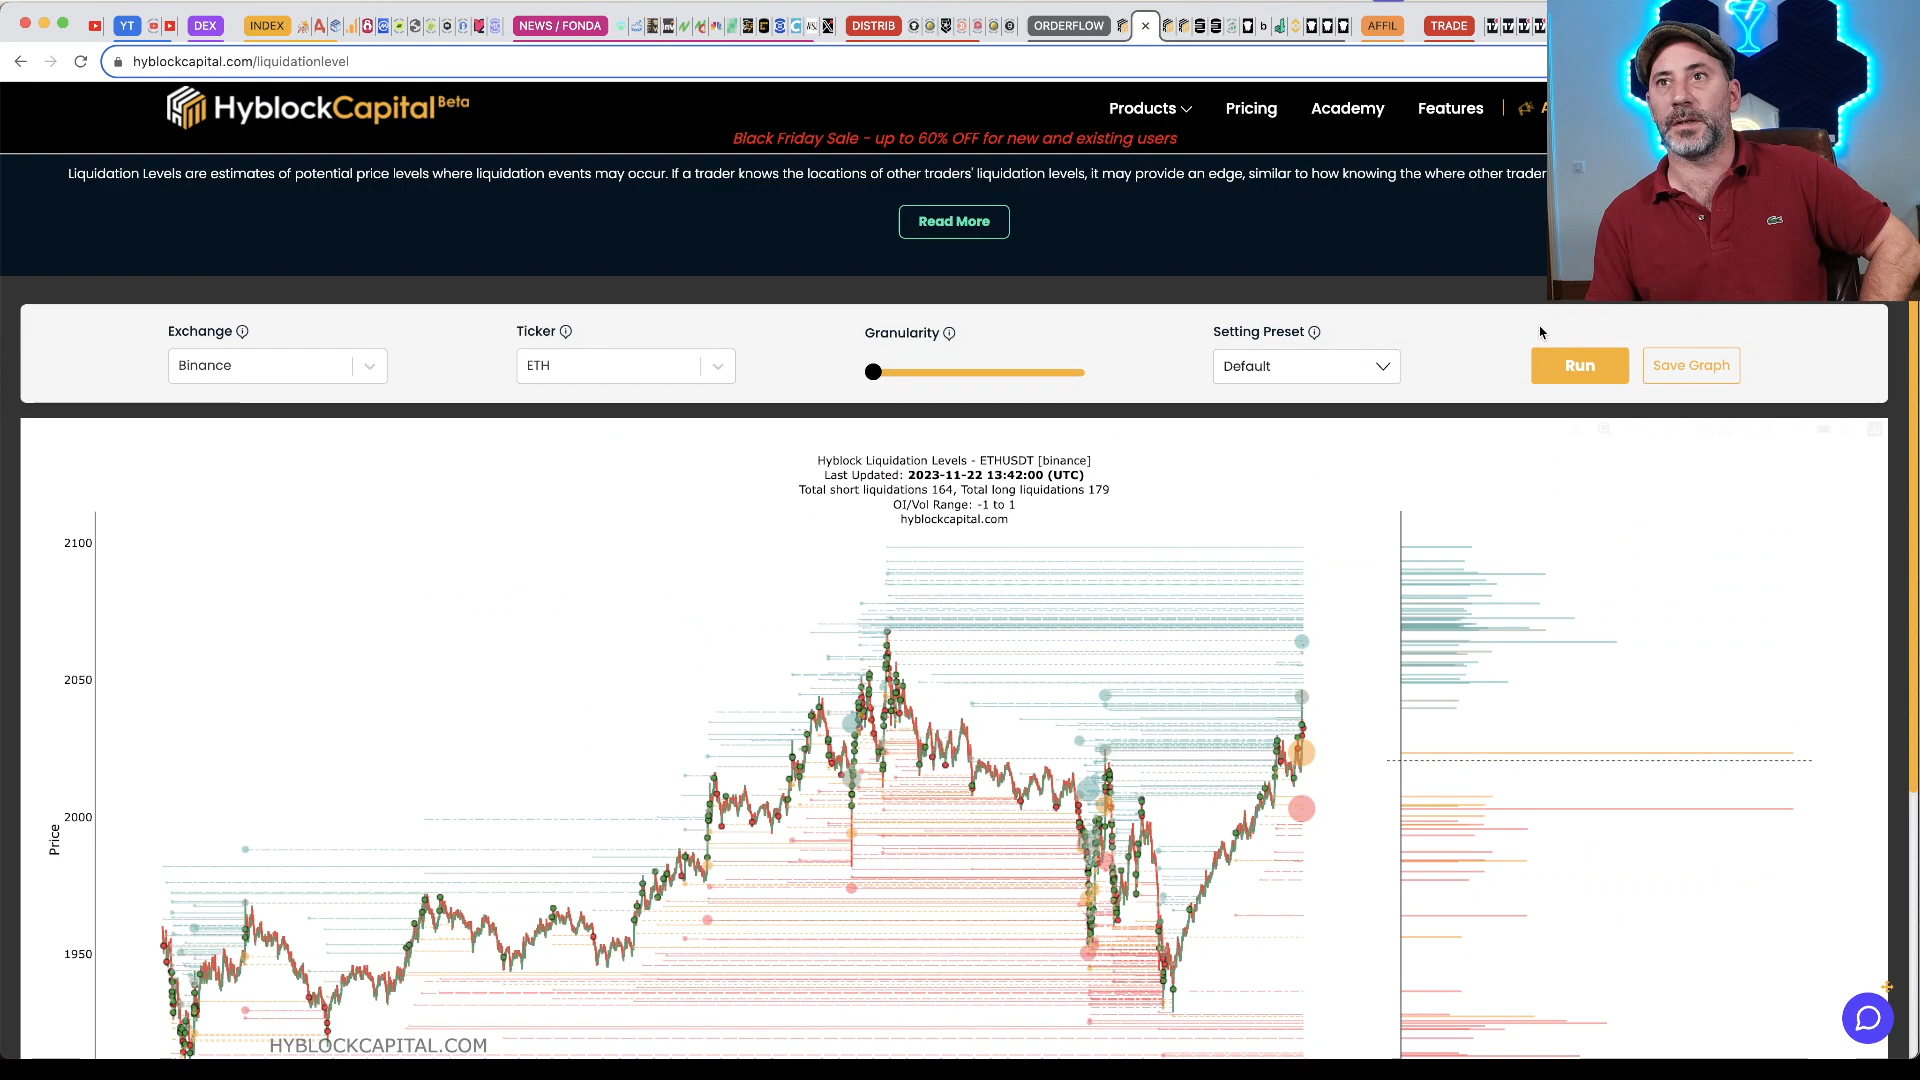 YT
DEX
INDEX
NEWS / FONDA
DISTRIB
ORDERFLOW
AFFIL
TRADE
hyblockcapital.com/liquidationlevel
HyblockCapital Beta
Products
Pricing
Academy
Features
Black Friday Sale - up to 60% OFF for new and existing users
Liquidation Levels are estimates of potential price levels where liquidation events may occur. If a trader knows the locations of other traders' liquidation levels, it may provide an edge, similar to how knowing the where other trader
Read More
Exchange
Ticker
Granularity
Setting Preset
Binance
ETH
Default
Run
Save Graph
Hyblock Liquidation Levels - ETHUSDT [binance]
Last Updated: 2023-11-22 13:42:00 (UTC)
Total short liquidations 164, Total long liquidations 179
OI/Vol Range: -1 to 1
hyblockcapital.com
2100
2050
2000
1950
Price
HYBLOCKCAPITAL.COM